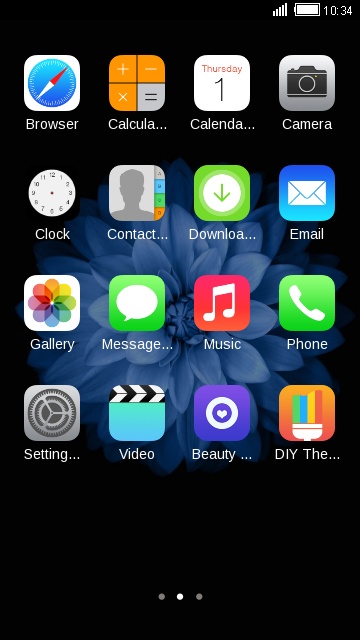 10:34
Thursday
1
Browser
Calcula...
Calenda...
Camera
Clock
Contact...
Downloa...
Email
Gallery
Message...
Music
Phone
Setting...
Video
Beauty ...
DIY The...